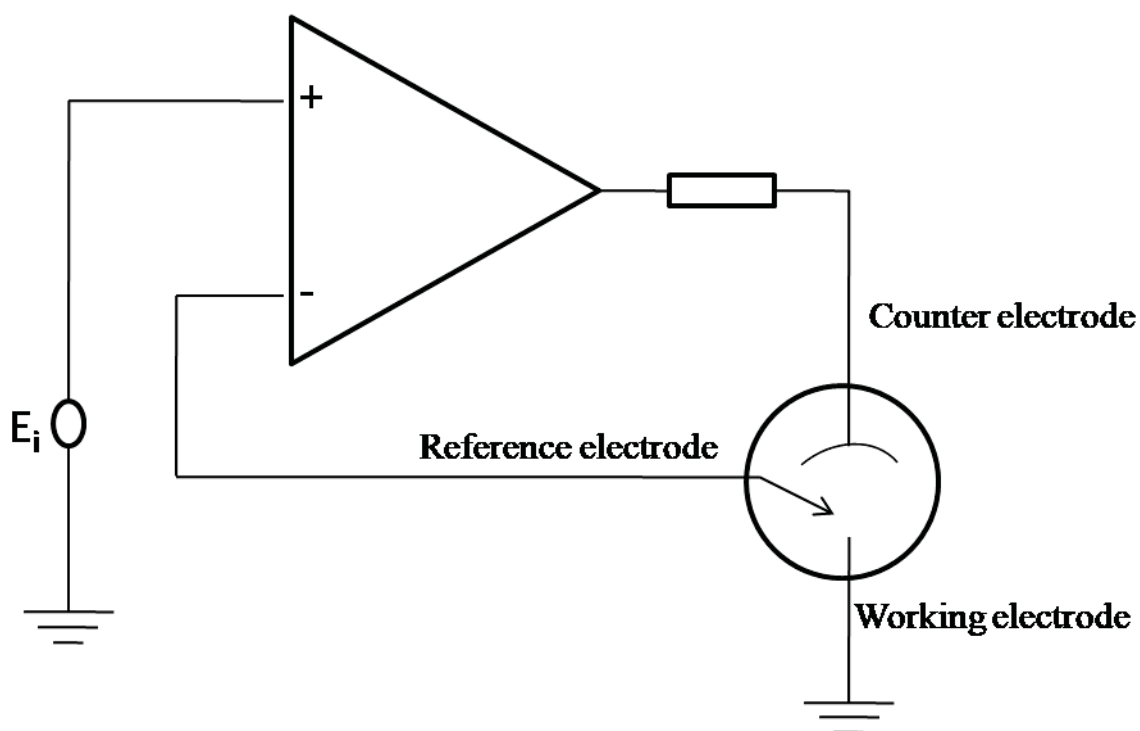 +
-
Counter electrode
Ei
Reference electrode
Working electrode